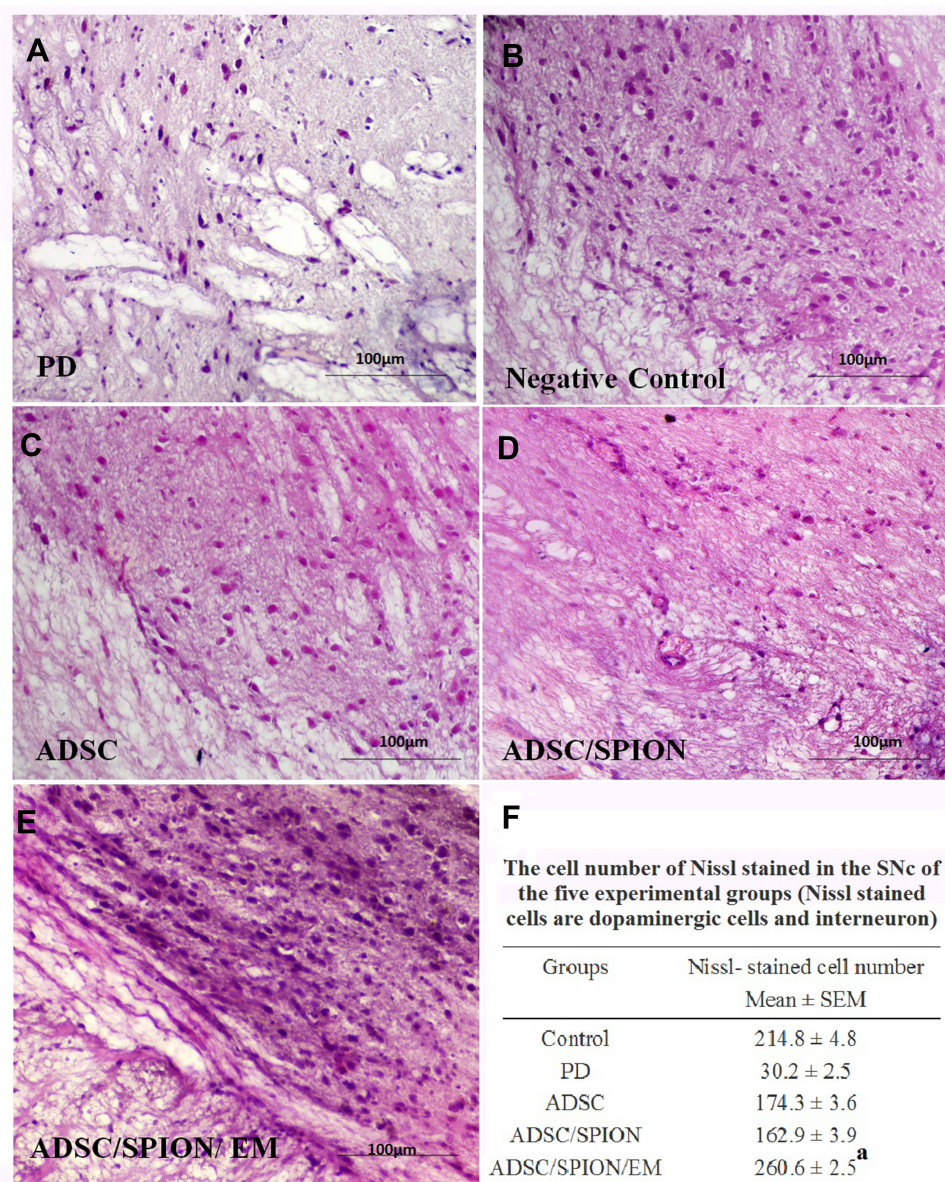 A
100µm
PD
B
100µm
Negative Control
C
100µm
ADSC
D
100µm
ADSC/SPION
E
100µm
ADSC/SPION/ EM
F
The cell number of Nissl stained in the SNc of
the five experimental groups (Nissl stained
cells are dopaminergic cells and interneuron)
Groups Nissl- stained cell number
Mean ± SEM
Control 214.8 ± 4.8
PD 30.2 ± 2.5
ADSC 174.3 ± 3.6
ADSC/SPION 162.9 ± 3.9
ADSC/SPION/EM 260.6 ± 2.5a